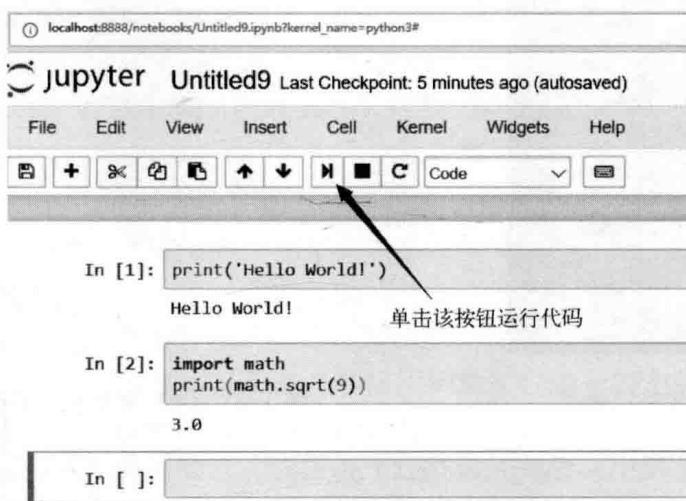 localhost:8888/notebooks/Untitled9.ipynb?kernel_name=python3#
jupyter Untitled9 Last Checkpoint: 5 minutes ago (autosaved)
File Edit View Insert Cell Kernel Widgets Help
Code
In [1]: print('Hello World!')
Hello World!
单击该按钮运行代码
In [2]: import math
print(math.sqrt(9))
3.0
In [ ]: